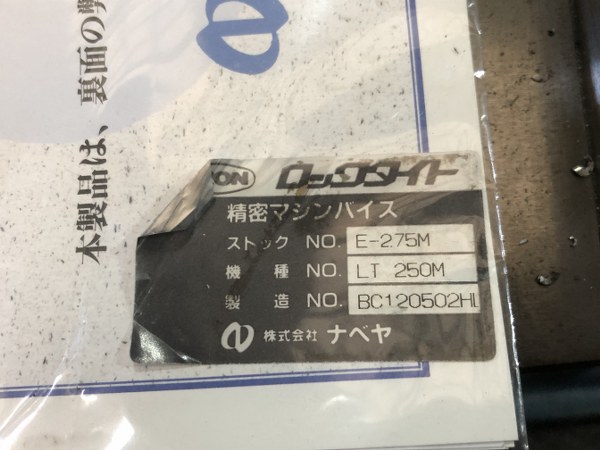 本製品は、裏面の
ON ロックタイト
精密マシンバイス
ストック NO. E-275M
機種 NO. LT 250M
製造 NO. BC120502HL
株式会社 ナベヤ